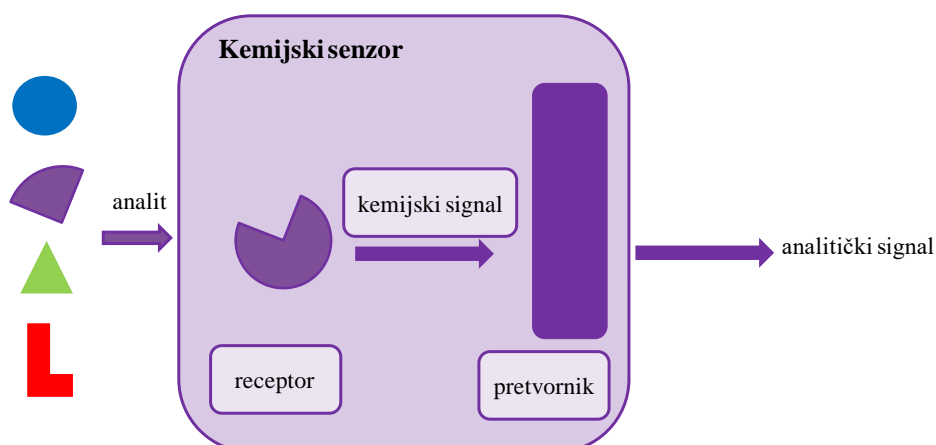 Kemijski senzor
analit
kemijski signal
analitički signal
receptor
pretvornik